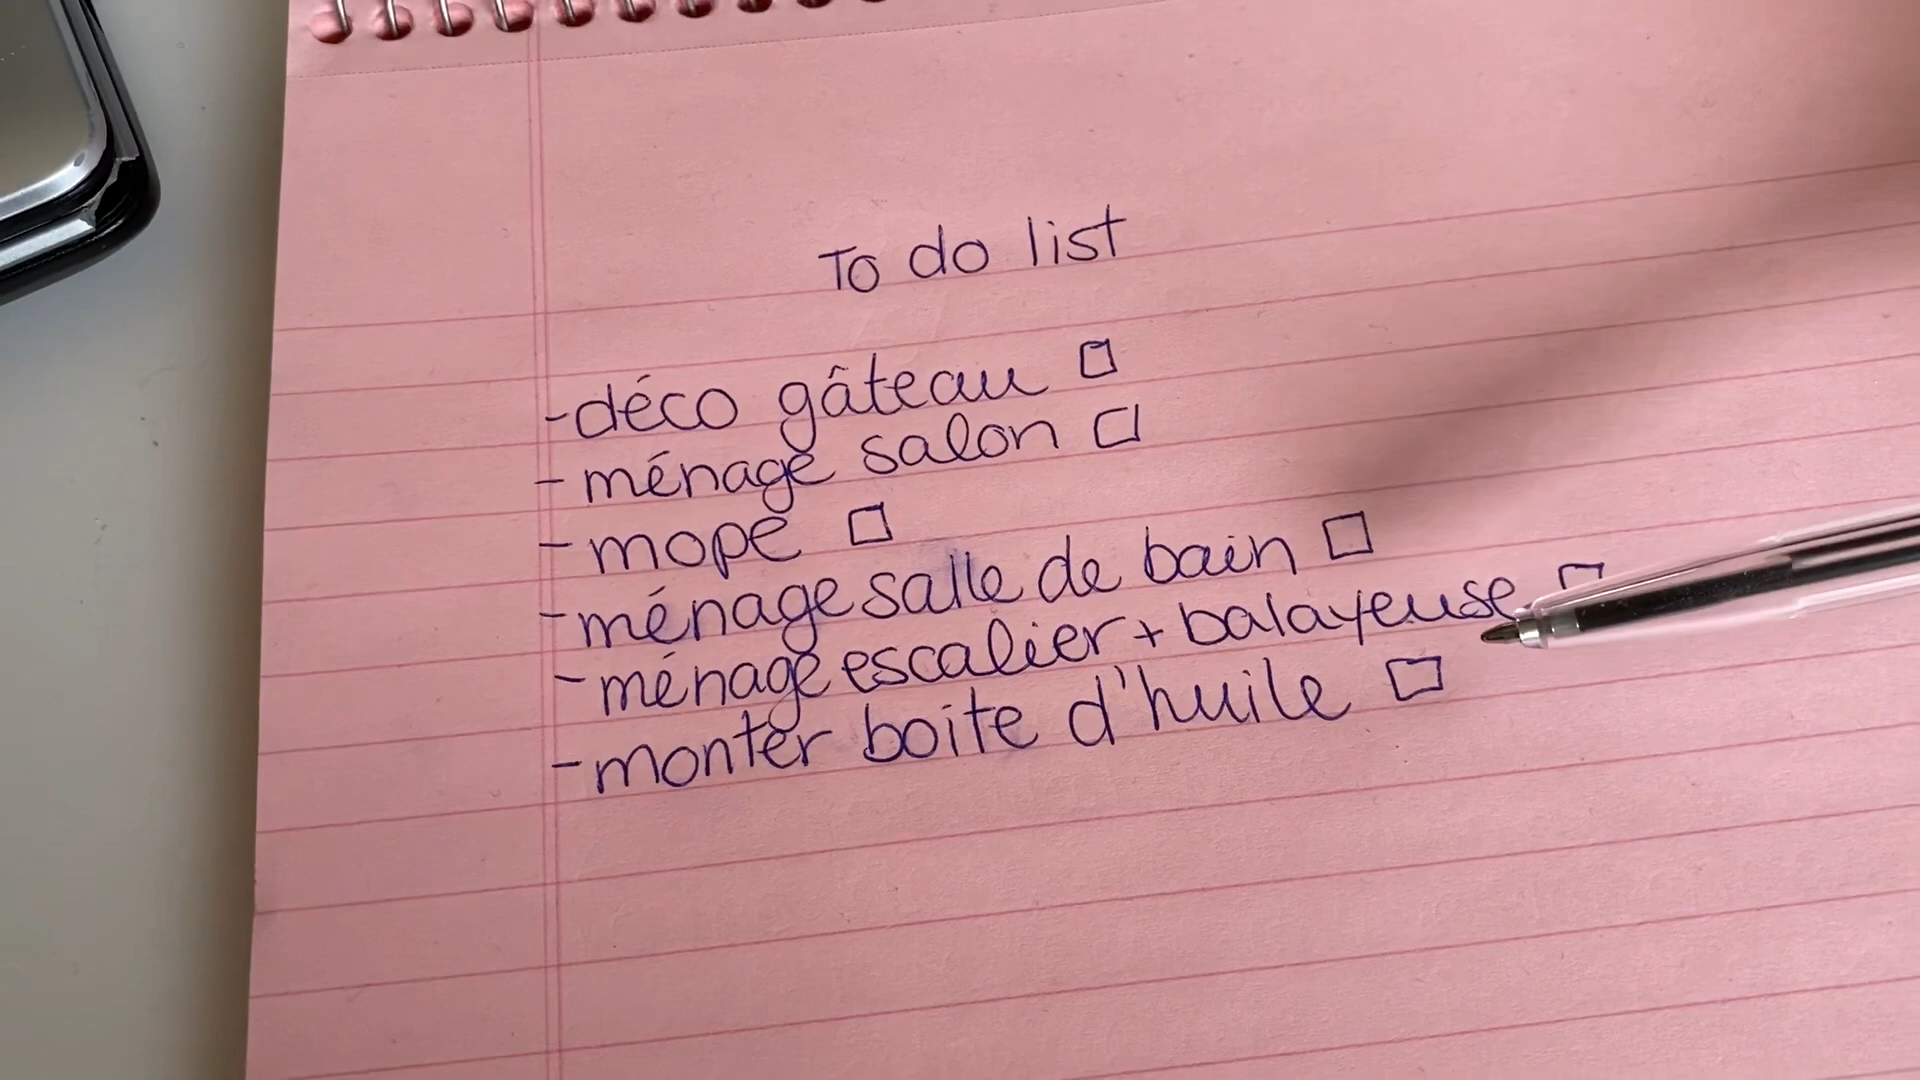 To do list
-déco gâteau □
-ménage salon □
-mope □
-ménage salle de bain □
-ménage escalier + balayeuse □
-monter boite d'huile □